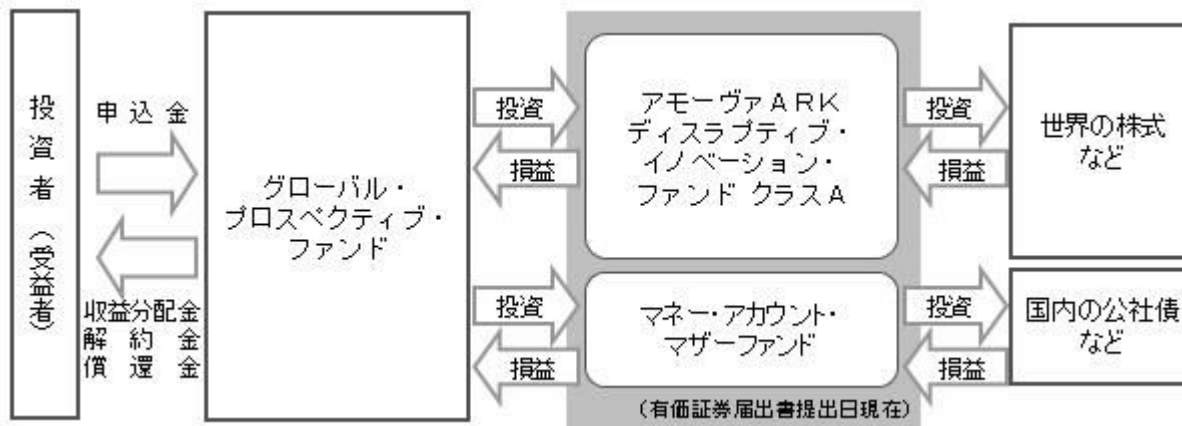 投資者（受益者）
申込金
収益分配金
解約金
償還金
グローバル・
プロスペクティブ・
ファンド
投資
損益
投資
損益
アモーヴァＡＲＫ
ディスラプティブ・
イノベーション・
ファンド クラスＡ
マネー・アカウント・
マザーファンド
（有価証券届出書提出日現在）
投資
損益
投資
損益
世界の株式
など
国内の公社債
など